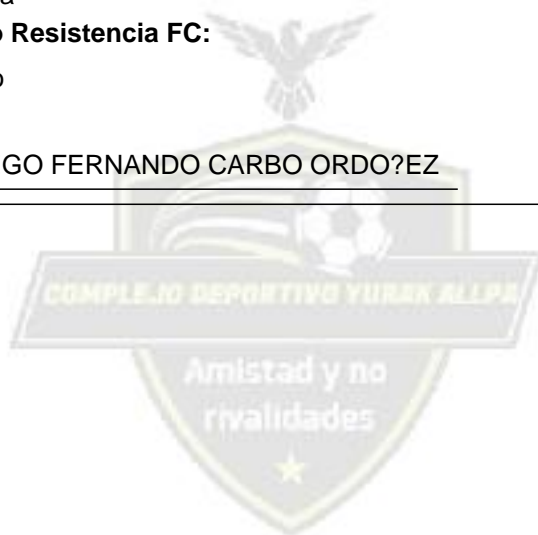 a
o Resistencia FC:
o
GO FERNANDO CARBO ORDO?EZ
COMPLEJO DEPORTIVO YURAK ALLPA
Amistad y no
rivalidades